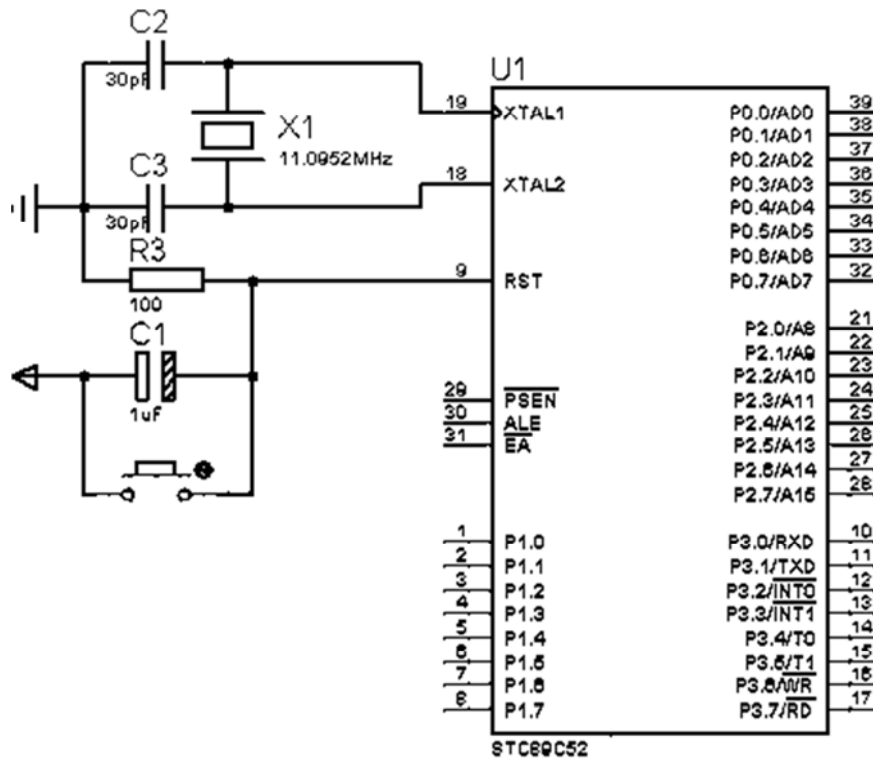 C2
30pF
X1
11.0952MHz
C3
30pF
R3
100
C1
1uF
U1
19 XTAL1
18 XTAL2
9 RST
29 PSEN
30 ALE
31 EA
1 P1.0
2 P1.1
3 P1.2
4 P1.3
5 P1.4
6 P1.5
7 P1.6
8 P1.7
P0.0/AD0 39
P0.1/AD1 38
P0.2/AD2 37
P0.3/AD3 36
P0.4/AD4 35
P0.5/AD5 34
P0.6/AD6 33
P0.7/AD7 32
P2.0/A8 21
P2.1/A9 22
P2.2/A10 23
P2.3/A11 24
P2.4/A12 25
P2.5/A13 26
P2.6/A14 27
P2.7/A15 28
P3.0/RXD 10
P3.1/TXD 11
P3.2/INT0 12
P3.3/INT1 13
P3.4/T0 14
P3.5/T1 15
P3.6/WR 16
P3.7/RD 17
STC89C52